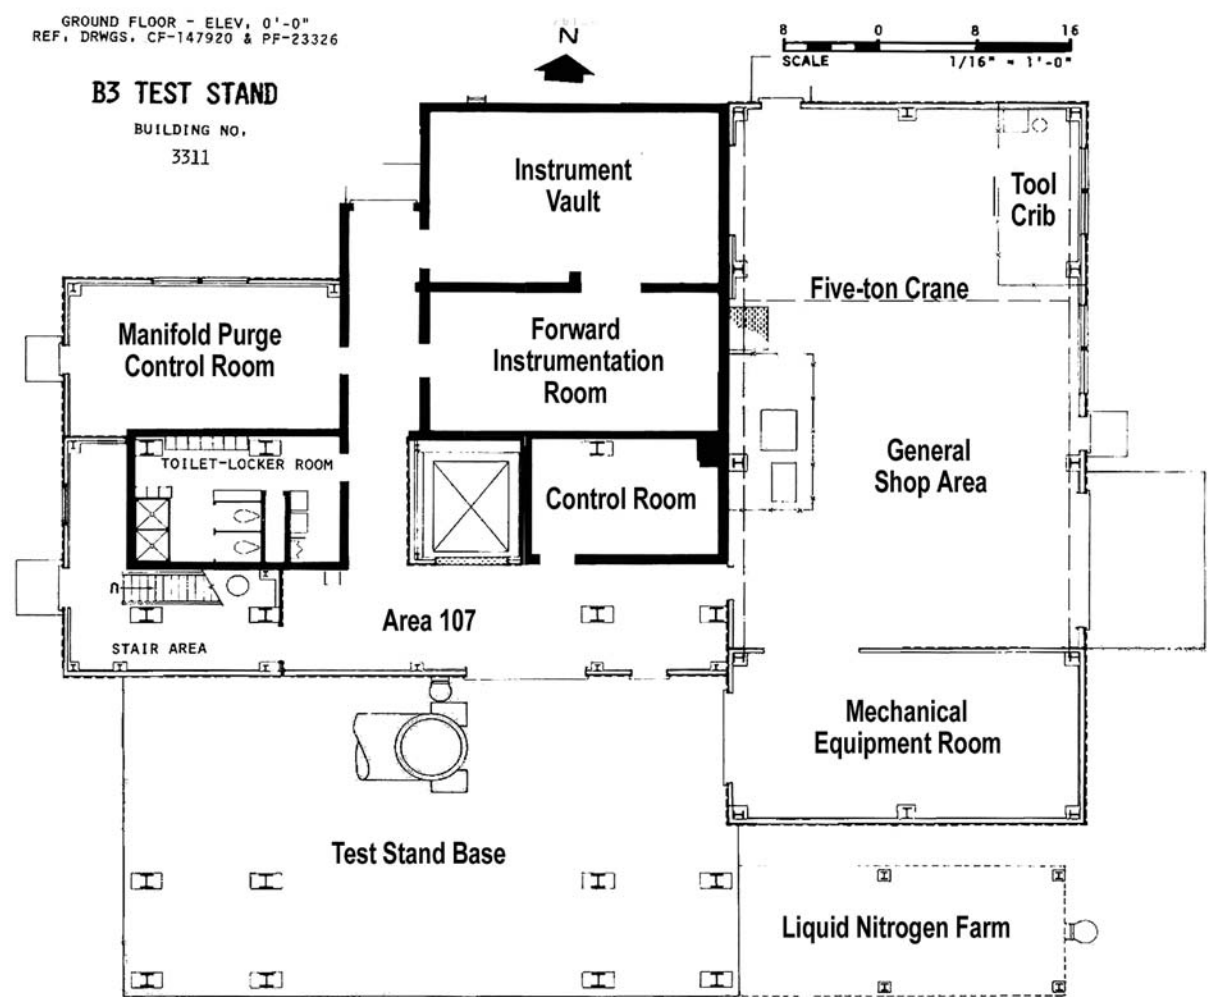 GROUND FLOOR - ELEV, 0'-0"
REF, DRWGS, CF-147920 & PF-23326
B3 TEST STAND
BUILDING NO,
3311
N
8 0 8 16
SCALE 1/16" = 1'-0"
Instrument
Vault
Tool
Crib
Five-ton Crane
Manifold Purge
Control Room
Forward
Instrumentation
Room
TOILET-LOCKER ROOM
Control Room
General
Shop Area
Area 107
STAIR AREA
Mechanical
Equipment Room
Test Stand Base
Liquid Nitrogen Farm